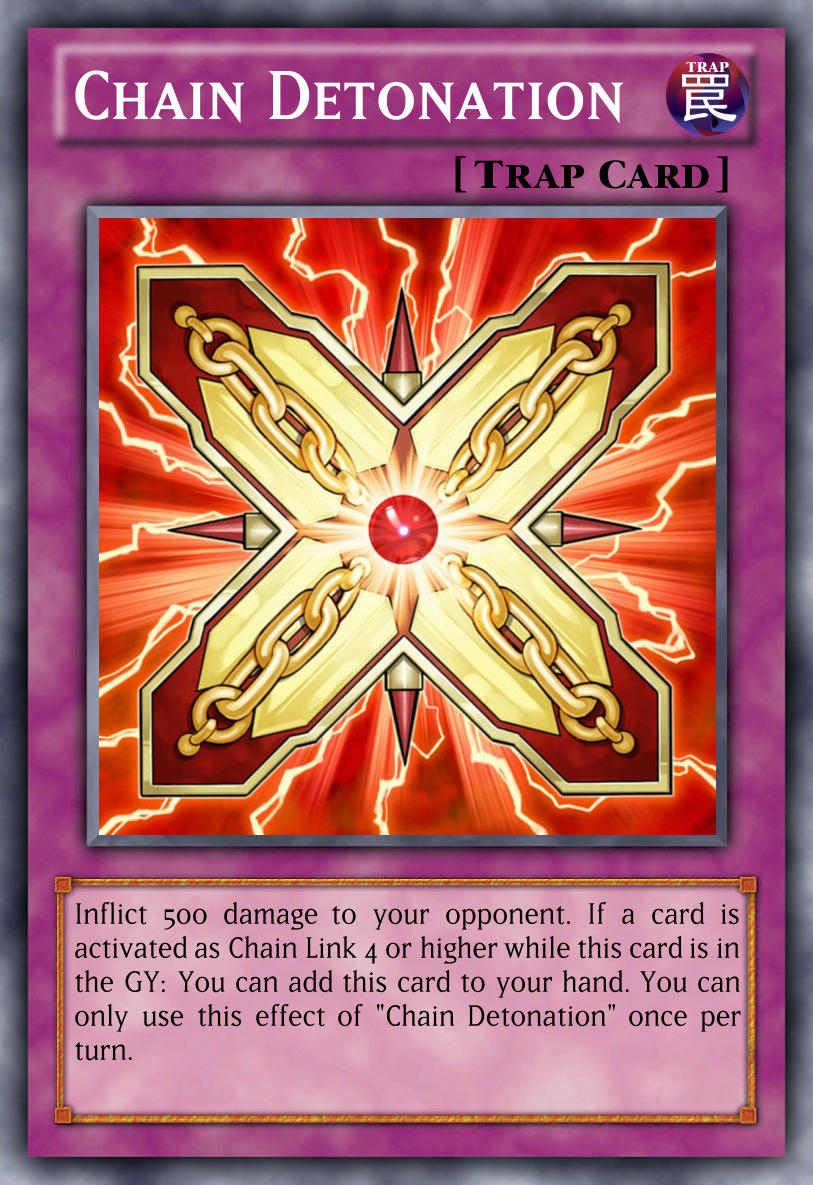 Chain Detonation
TRAP
罠
[Trap Card]
Inflict 500 damage to your opponent. If a card is
activated as Chain Link 4 or higher while this card is in
the GY: You can add this card to your hand. You can
only use this effect of "Chain Detonation" once per
turn.